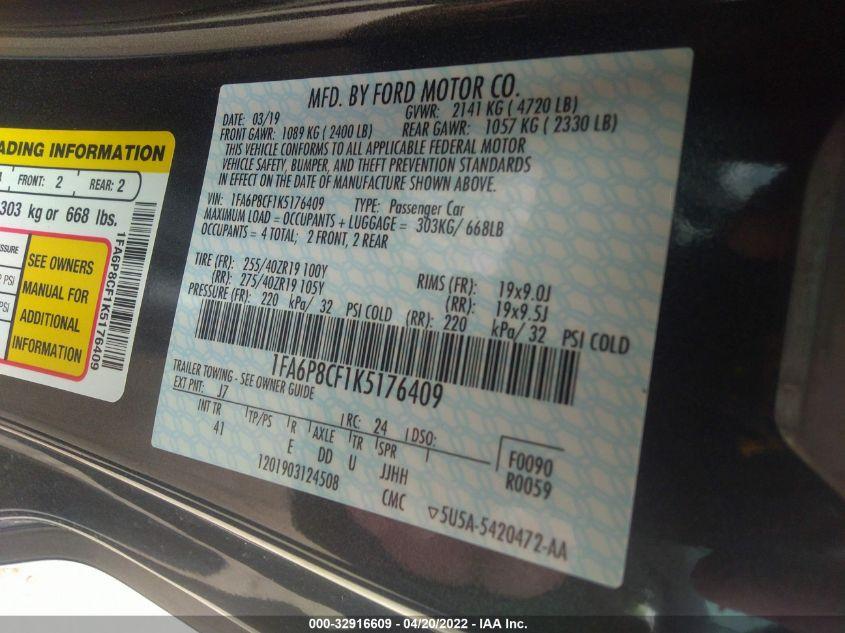 ADING INFORMATION
FRONT: 2 REAR: 2
303 kg or 668 lbs.
SSURE
PSI
PSI
SEE OWNERS
MANUAL FOR
ADDITIONAL
INFORMATION
1FA6P8CF1K5176409
MFD. BY FORD MOTOR CO.
DATE: 03/19 GVWR: 2141 KG ( 4720 LB)
FRONT GAWR: 1089 KG ( 2400 LB) REAR GAWR: 1057 KG ( 2330 LB)
THIS VEHICLE CONFORMS TO ALL APPLICABLE FEDERAL MOTOR
VEHICLE SAFETY, BUMPER, AND THEFT PREVENTION STANDARDS
IN EFFECT ON THE DATE OF MANUFACTURE SHOWN ABOVE.
VIN: 1FA6P8CF1K5176409 TYPE: Passenger Car
MAXIMUM LOAD = OCCUPANTS + LUGGAGE = 303KG/ 668LB
OCCUPANTS = 4 TOTAL; 2 FRONT, 2 REAR
TIRE (FR): 255/40ZR19 100Y RIMS (FR): 19x9.0J
(RR): 275/40ZR19 105Y (RR): 19x9.5J
PRESSURE (FR): 220 kPa/ 32 PSI COLD (RR): 220 kPa/ 32 PSI COLD
1FA6P8CF1K5176409
TRAILER TOWING - SEE OWNER GUIDE
EXT PNT: J7 RC: 24 DSO:
INT TR TP/PS R AXLE TR SPR
41 E DD U JJHH
F0090
R0059
1201903124508 CMC
▽5U5A-5420472-AA
000-32916609 - 04/20/2022 - IAA Inc.